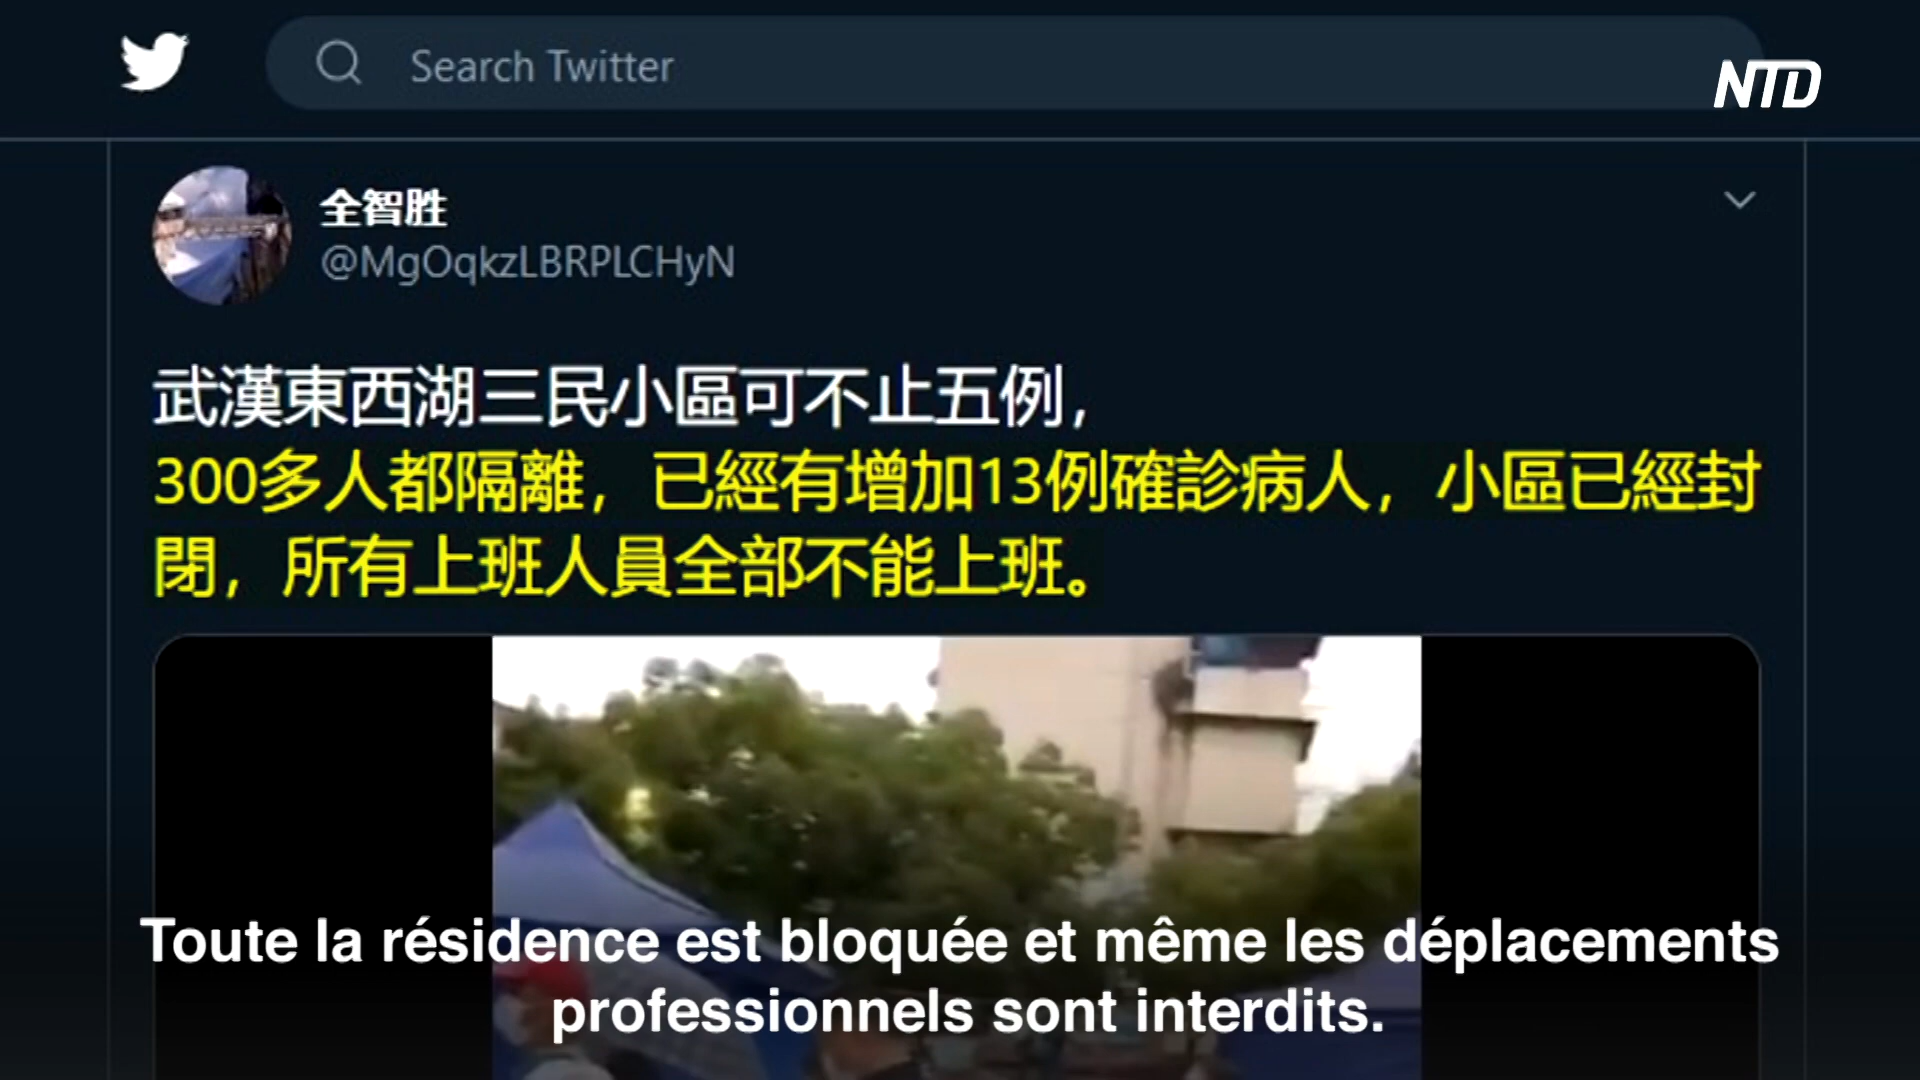 Search Twitter
NTD
全智胜
@MgOqkzLBRPLCHyN
武漢東西湖三民小區可不止五例，
300多人都隔離，已經有增加13例確診病人，小區已經封
閉，所有上班人員全部不能上班。
Toute la résidence est bloquée et même les déplacements
professionnels sont interdits.